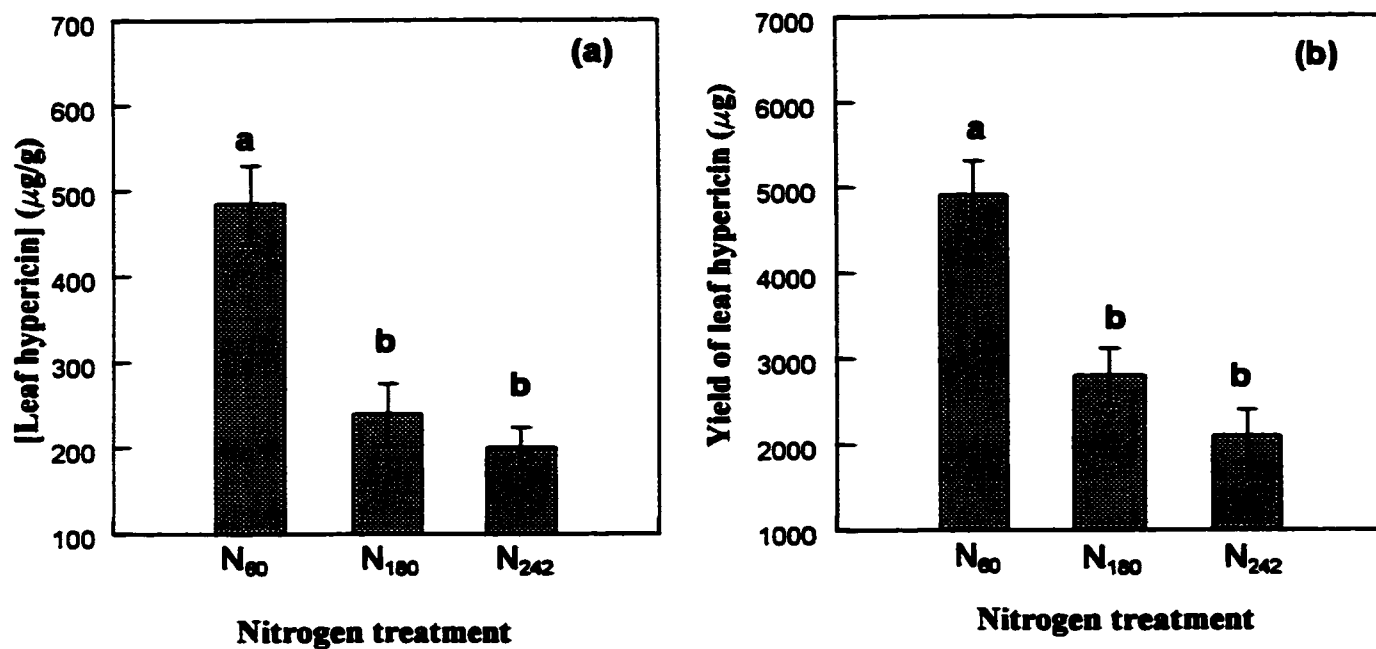 (a)
[Leaf hypericin] (μg/g)
700
600
500
400
300
200
100
a
b
b
N₆₀
N₁₈₀
N₂₄₂
Nitrogen treatment
(b)
Yield of leaf hypericin (μg)
7000
6000
5000
4000
3000
2000
1000
a
b
b
N₆₀
N₁₈₀
N₂₄₂
Nitrogen treatment